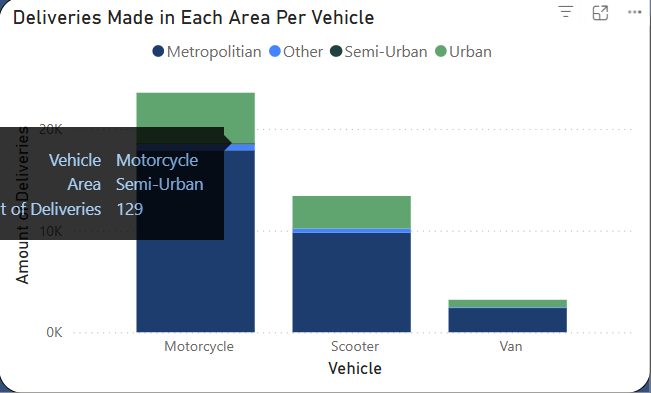 Deliveries Made in Each Area Per Vehicle
Metropolitian Other Semi-Urban Urban
20K
Vehicle Motorcycle
Area Semi-Urban
t of Deliveries 129
Amount of Deliveries
10K
0K
Motorcycle Scooter Van
Vehicle